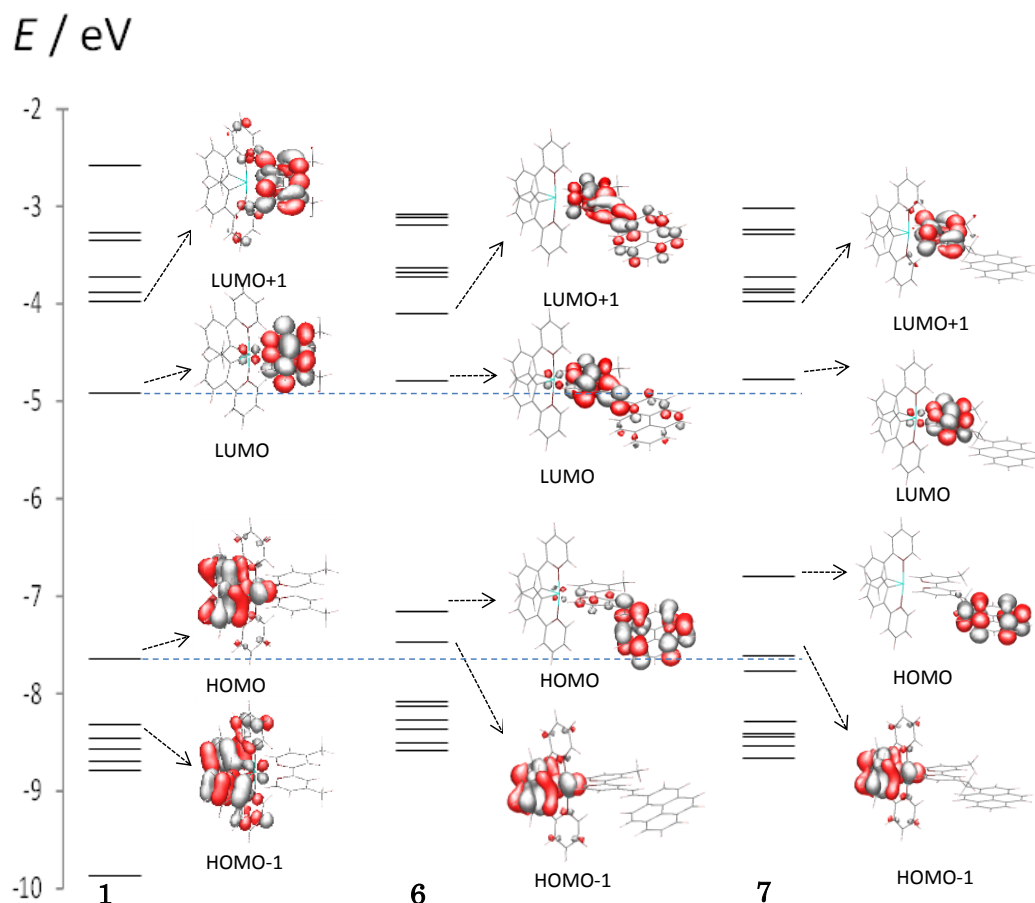 E / eV
-2
-3
-4
-5
-6
-7
-8
-9
-10
LUMO+1
LUMO
HOMO
HOMO-1
1
LUMO+1
LUMO
HOMO
HOMO-1
6
LUMO+1
LUMO
HOMO
HOMO-1
7